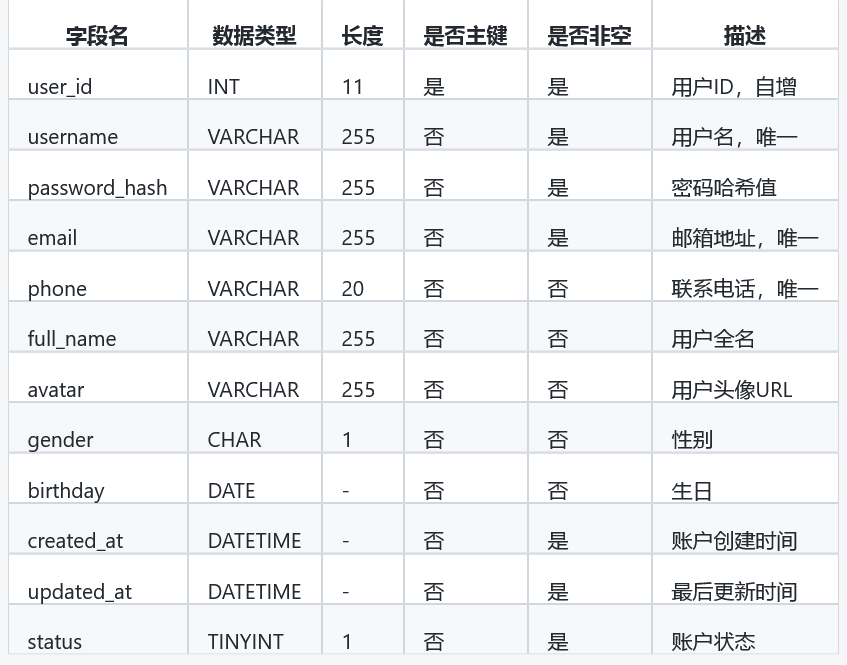 字段名 数据类型 长度 是否主键 是否非空 描述
user_id INT 11 是 是 用户ID，自增
username VARCHAR 255 否 是 用户名，唯一
password_hash VARCHAR 255 否 是 密码哈希值
email VARCHAR 255 否 是 邮箱地址，唯一
phone VARCHAR 20 否 否 联系电话，唯一
full_name VARCHAR 255 否 否 用户全名
avatar VARCHAR 255 否 否 用户头像URL
gender CHAR 1 否 否 性别
birthday DATE - 否 否 生日
created_at DATETIME - 否 是 账户创建时间
updated_at DATETIME - 否 是 最后更新时间
status TINYINT 1 否 是 账户状态